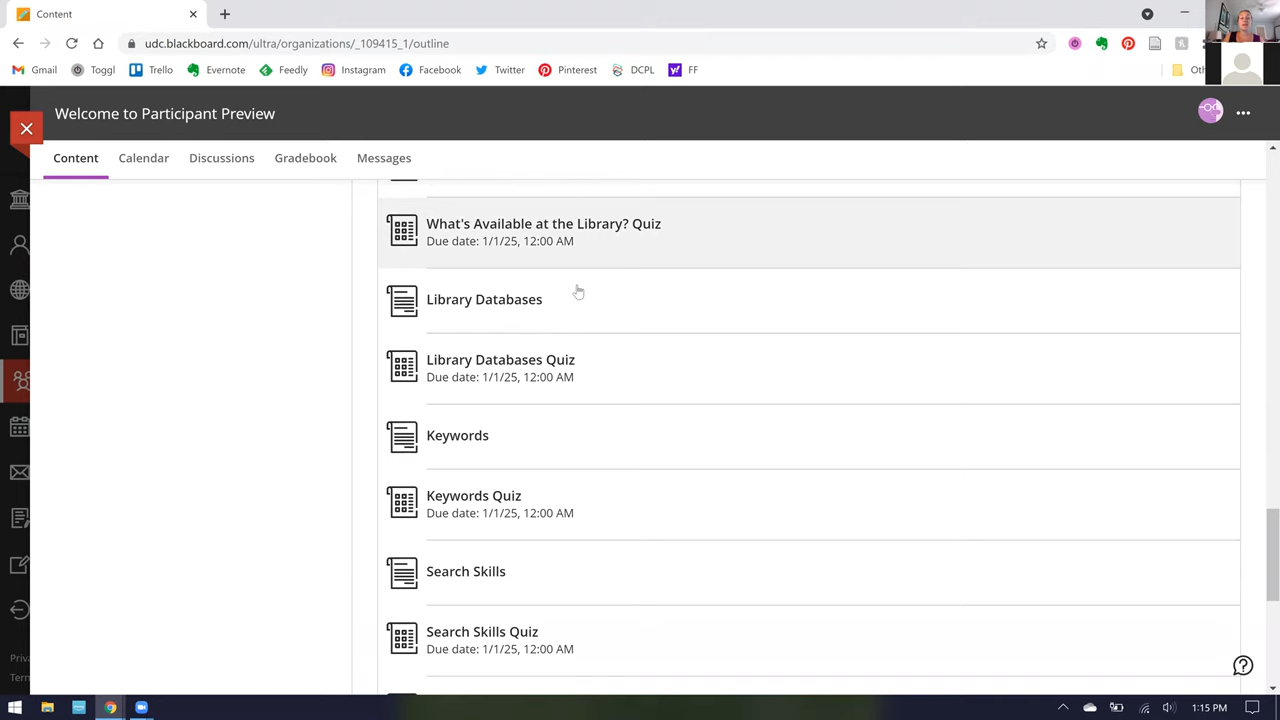 Content
udc.blackboard.com/ultra/organizations/_109415_1/outline
Gmail Toggl Trello Evernote Feedly Instagram Facebook Twitter Pinterest DCPL FF
Welcome to Participant Preview
Content Calendar Discussions Gradebook Messages
What's Available at the Library? Quiz
Due date: 1/1/25, 12:00 AM
Library Databases
Library Databases Quiz
Due date: 1/1/25, 12:00 AM
Keywords
Keywords Quiz
Due date: 1/1/25, 12:00 AM
Search Skills
Search Skills Quiz
Due date: 1/1/25, 12:00 AM
1:15 PM